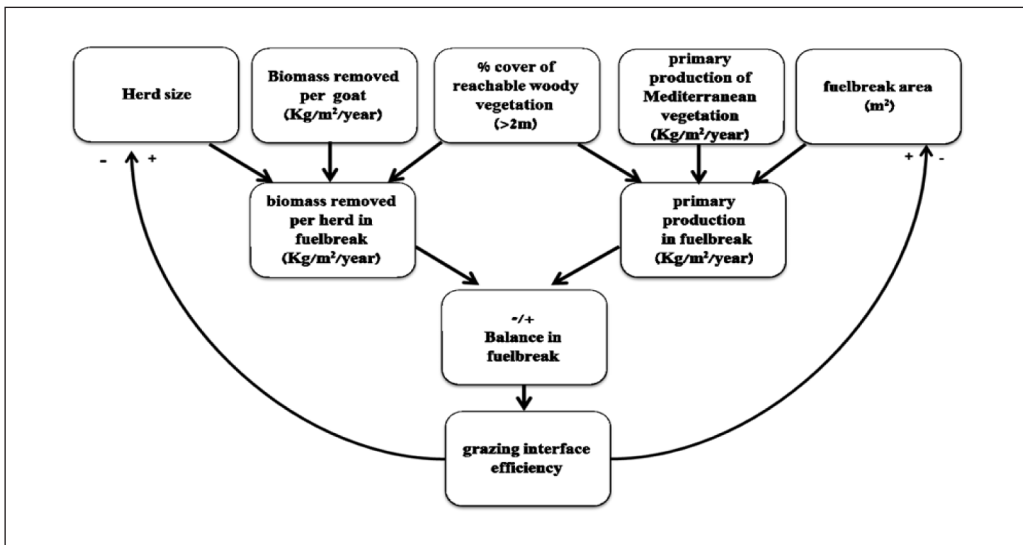 Herd size
Biomass removed
per goat
(Kg/m²/year)
% cover of
reachable woody
vegetation
(>2m)
primary
production of
Mediterranean
vegetation
(Kg/m²/year)
fuelbreak area
(m²)
- +
+ -
biomass removed
per herd in
fuelbreak
(Kg/m²/year)
primary
production
in fuelbreak
(Kg/m²/year)
-/+
Balance in
fuelbreak
grazing interface
efficiency